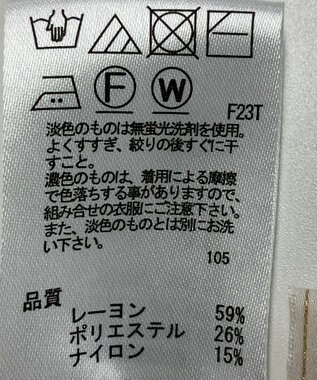 F W
F23T
淡色のものは無蛍光洗剤を使用。
よくすすぎ、絞りの後すぐに干
すこと。
濃色のものは、着用による摩擦
で色落ちする事がありますので、
組み合せの衣服にご注意下さい。
また、淡色のものとは別にお洗
い下さい。
105
品質
レーヨン 59%
ポリエステル 26%
ナイロン 15%